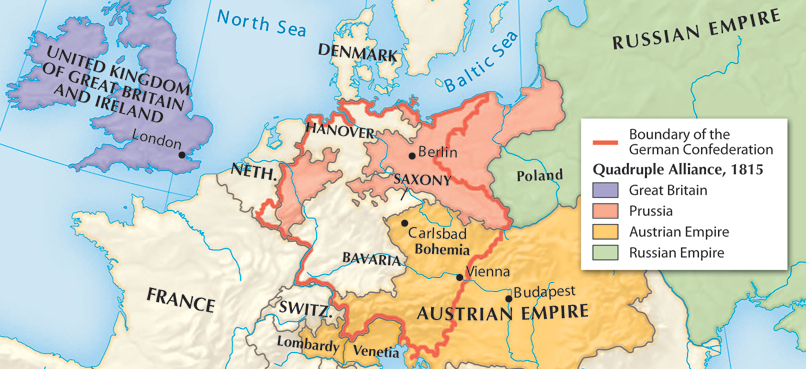 North Sea
RUSSIAN EMPIRE
UNITED KINGDOM
OF GREAT BRITAIN
AND IRELAND
London
DENMARK
Baltic Sea
HANOVER
Berlin
NETH.
SAXONY
Poland
Carlsbad
Bohemia
BAVARIA
Vienna
FRANCE
SWITZ.
Budapest
AUSTRIAN EMPIRE
Lombardy
Venetia
Boundary of the
German Confederation
Quadruple Alliance, 1815
Great Britain
Prussia
Austrian Empire
Russian Empire